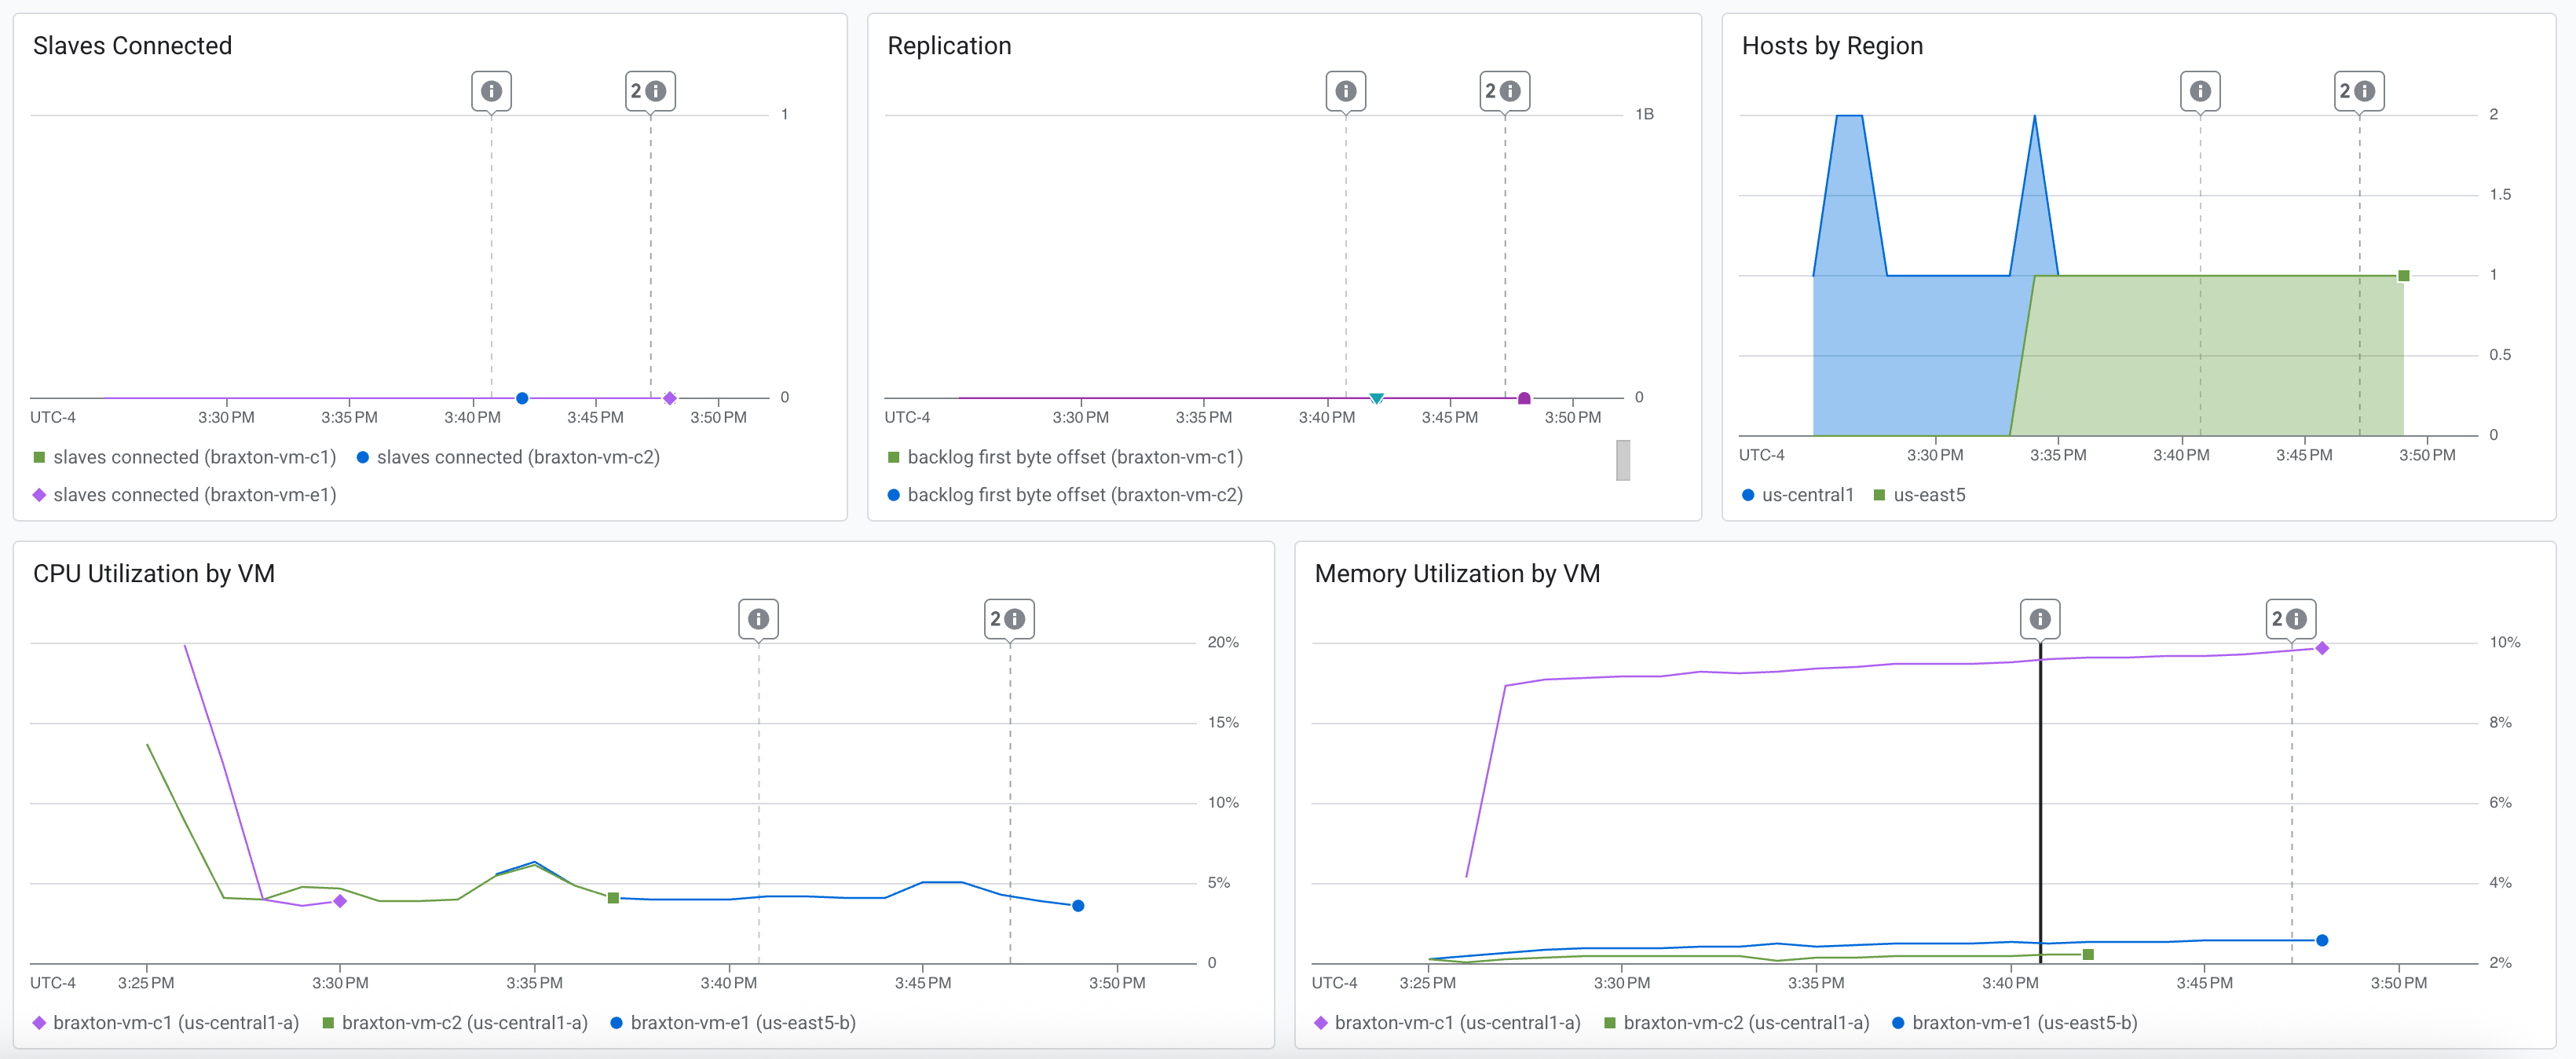 Slaves Connected
2
1
0
UTC-4 3:30 PM 3:35 PM 3:40 PM 3:45 PM 3:50 PM
slaves connected (braxton-vm-c1) slaves connected (braxton-vm-c2)
slaves connected (braxton-vm-e1)
Replication
2
1B
0
UTC-4 3:30 PM 3:35 PM 3:40 PM 3:45 PM 3:50 PM
backlog first byte offset (braxton-vm-c1)
backlog first byte offset (braxton-vm-c2)
Hosts by Region
2
2
1.5
1
0.5
0
UTC-4 3:30 PM 3:35 PM 3:40 PM 3:45 PM 3:50 PM
us-central1 us-east5
CPU Utilization by VM
2
20%
15%
10%
5%
0
UTC-4 3:25 PM 3:30 PM 3:35 PM 3:40 PM 3:45 PM 3:50 PM
braxton-vm-c1 (us-central1-a) braxton-vm-c2 (us-central1-a) braxton-vm-e1 (us-east5-b)
Memory Utilization by VM
2
10%
8%
6%
4%
2%
UTC-4 3:25 PM 3:30 PM 3:35 PM 3:40 PM 3:45 PM 3:50 PM
braxton-vm-c1 (us-central1-a) braxton-vm-c2 (us-central1-a) braxton-vm-e1 (us-east5-b)